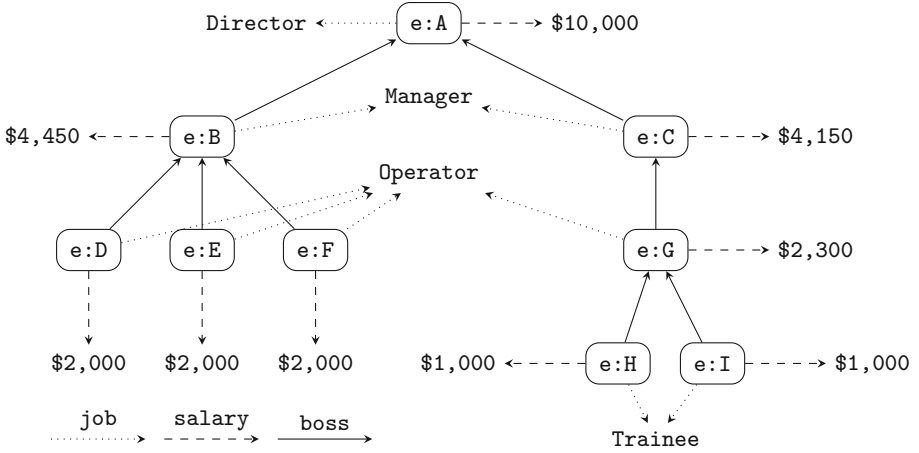 Director e:A $10,000
Manager
$4,450 e:B e:C $4,150
Operator
e:D e:E e:F e:G $2,300
$2,000 $2,000 $2,000 $1,000 e:H e:I $1,000
job salary boss
Trainee